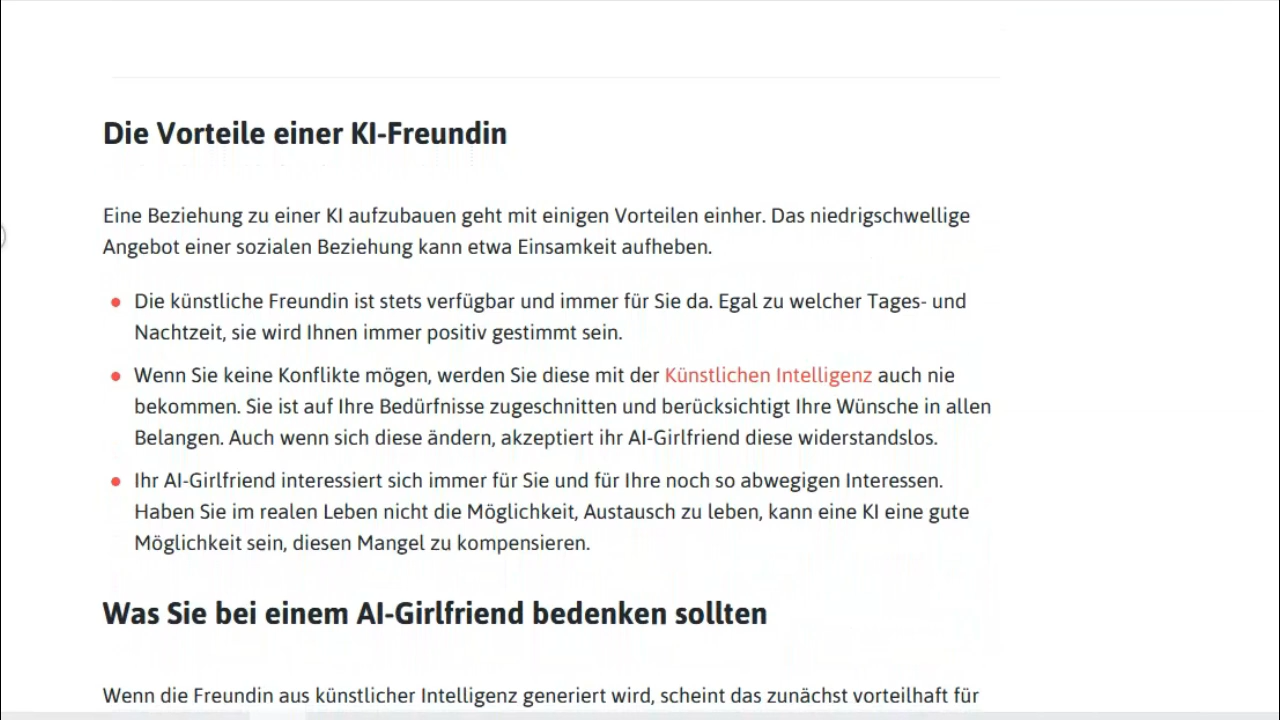 Die Vorteile einer KI-Freundin
Eine Beziehung zu einer KI aufzubauen geht mit einigen Vorteilen einher. Das niedrigschwellige
Angebot einer sozialen Beziehung kann etwa Einsamkeit aufheben.
Die künstliche Freundin ist stets verfügbar und immer für Sie da. Egal zu welcher Tages- und
Nachtzeit, sie wird Ihnen immer positiv gestimmt sein.
Wenn Sie keine Konflikte mögen, werden Sie diese mit der Künstlichen Intelligenz auch nie
bekommen. Sie ist auf Ihre Bedürfnisse zugeschnitten und berücksichtigt Ihre Wünsche in allen
Belangen. Auch wenn sich diese ändern, akzeptiert ihr AI-Girlfriend diese widerstandslos.
Ihr AI-Girlfriend interessiert sich immer für Sie und für Ihre noch so abwegigen Interessen.
Haben Sie im realen Leben nicht die Möglichkeit, Austausch zu leben, kann eine KI eine gute
Möglichkeit sein, diesen Mangel zu kompensieren.
Was Sie bei einem AI-Girlfriend bedenken sollten
Wenn die Freundin aus künstlicher Intelligenz generiert wird, scheint das zunächst vorteilhaft für